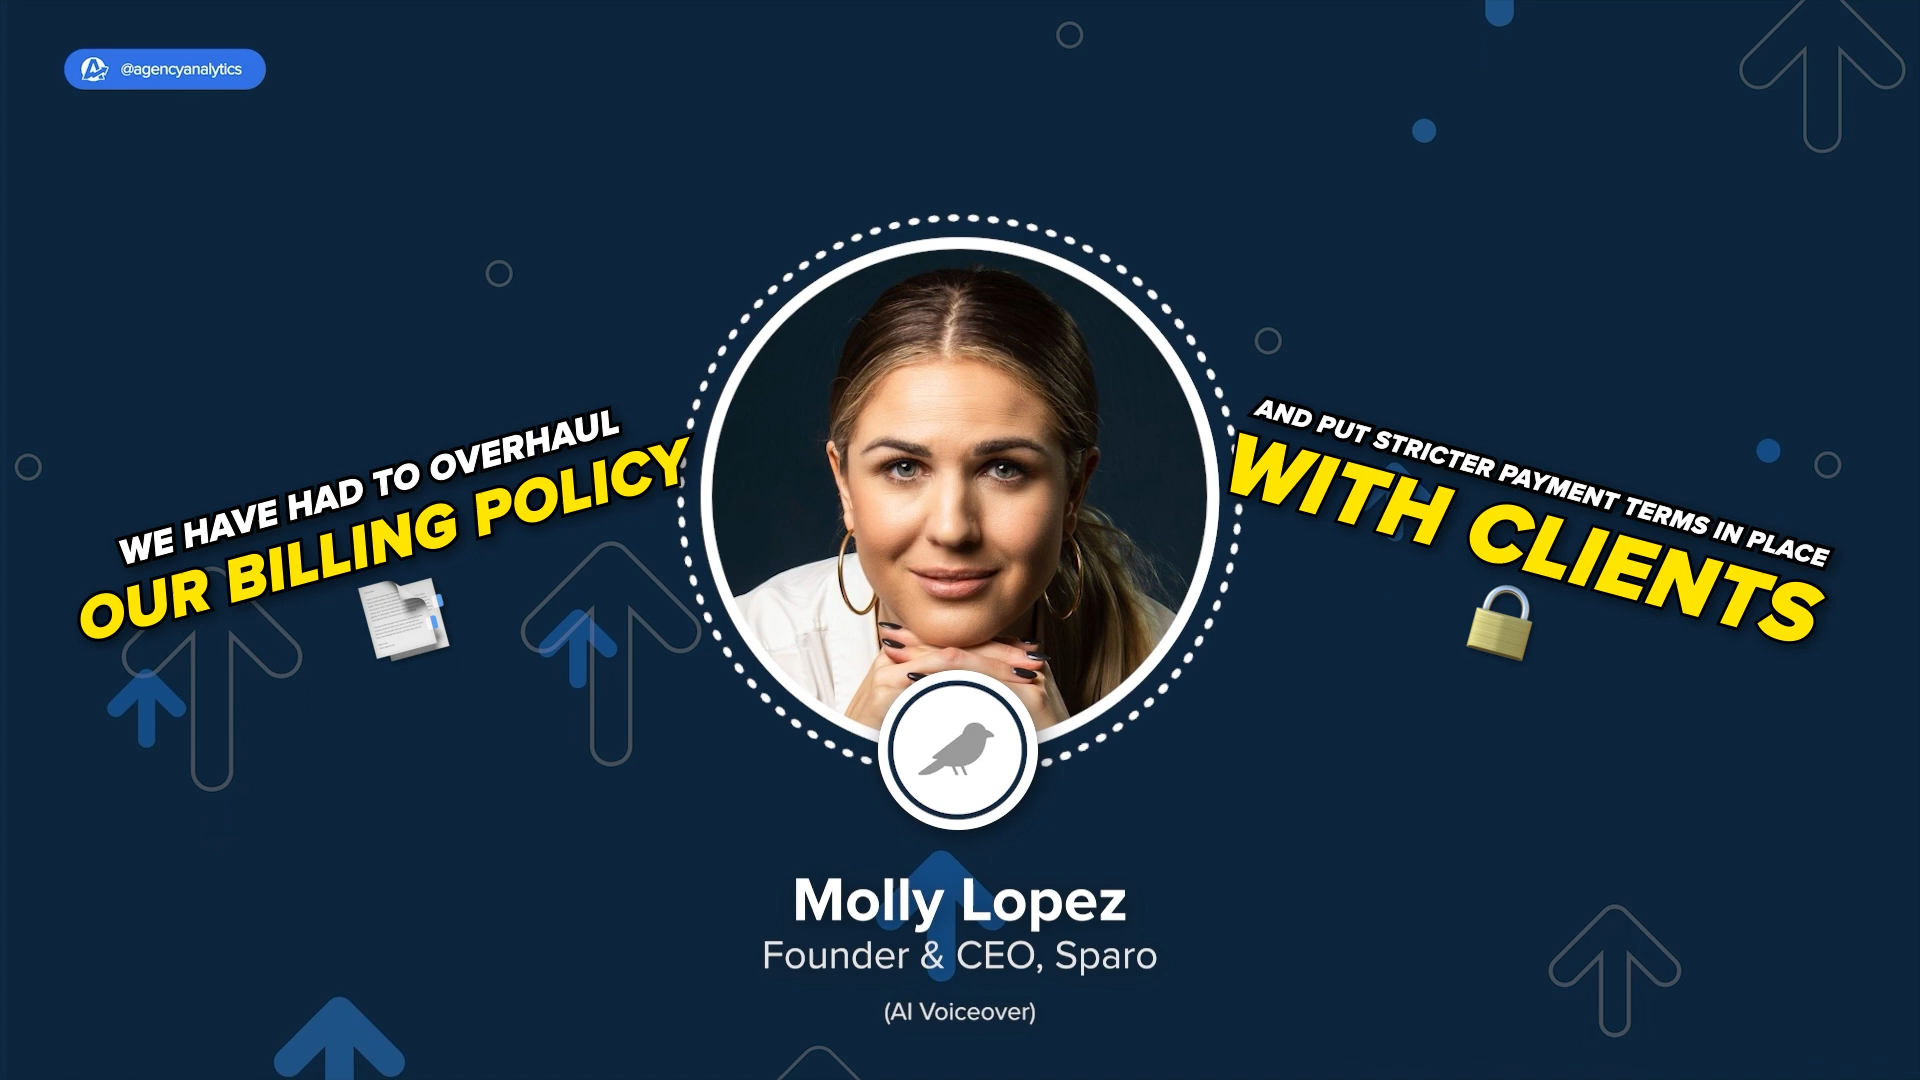 @agencyanalytics
WE HAVE HAD TO OVERHAUL
OUR BILLING POLICY
AND PUT STRICTER PAYMENT TERMS IN PLACE
WITH CLIENTS
Molly Lopez
Founder & CEO, Sparo
(AI Voiceover)